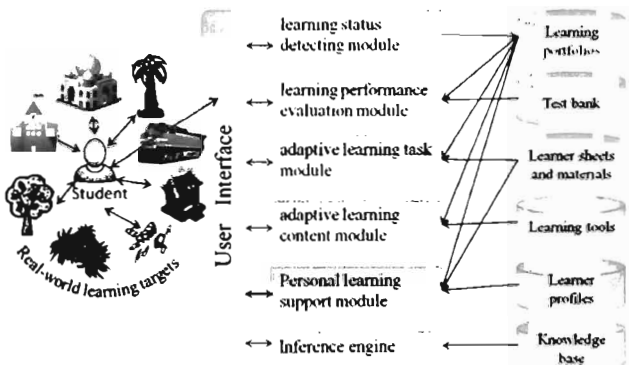 learning status
detecting module
learning performance
evaluation module
adaptive learning task
module
adaptive learning
content module
Personal learning
support module
Inference engine
User Interface
Student
Real-world learning targets
Learning
portfolios
Test bank
Learner sheets
and materials
Learning tools
Learner
profiles
Knowledge
base